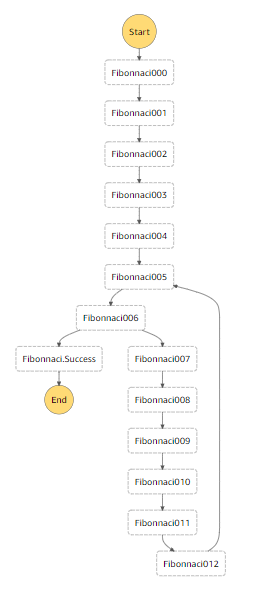 Start
Fibonnaci000
Fibonnaci001
Fibonnaci002
Fibonnaci003
Fibonnaci004
Fibonnaci005
Fibonnaci006
Fibonnaci.Success
Fibonnaci007
End
Fibonnaci008
Fibonnaci009
Fibonnaci010
Fibonnaci011
Fibonnaci012